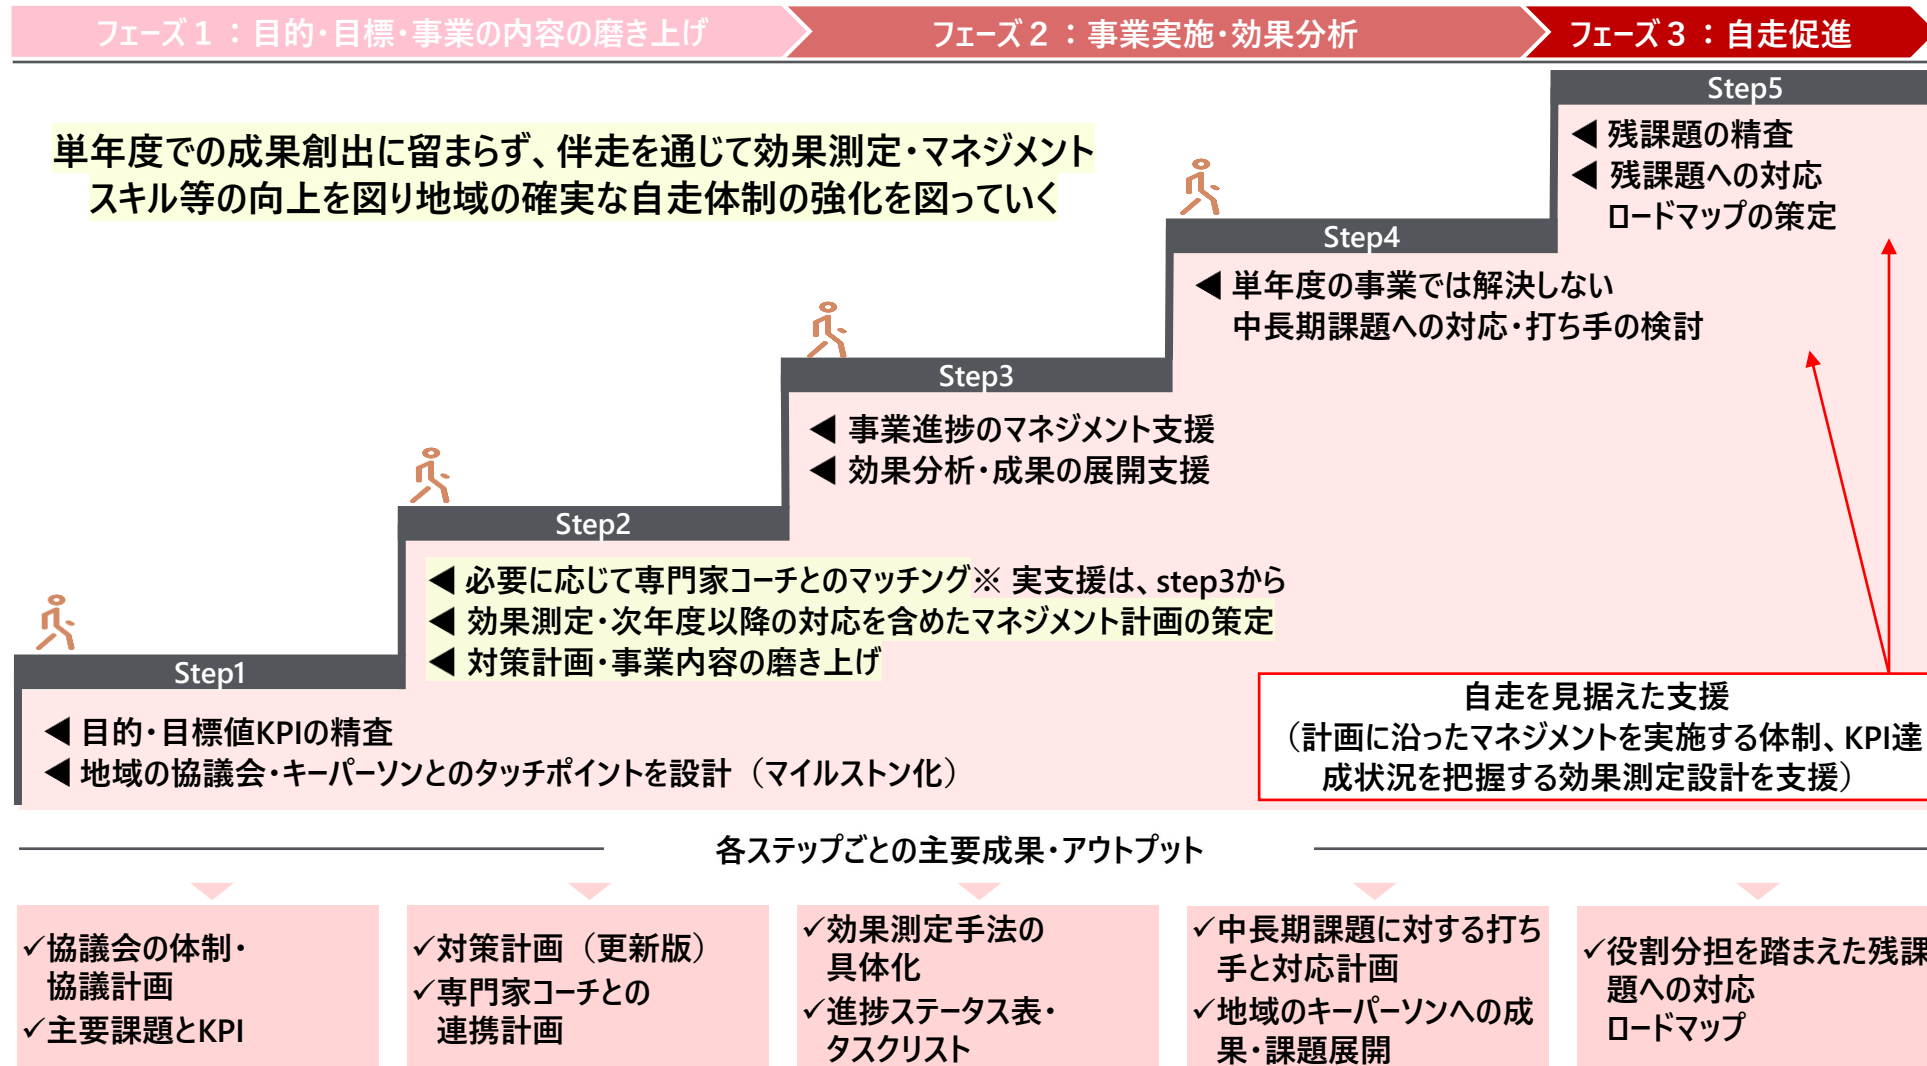 フェーズ1：目的・目標・事業の内容の磨き上げ
フェーズ2：事業実施・効果分析
フェーズ3：自走促進
単年度での成果創出に留まらず、伴走を通じて効果測定・マネジメント
スキル等の向上を図り地域の確実な自走体制の強化を図っていく
Step5
◀ 残課題の精査
◀ 残課題への対応
ロードマップの策定
Step4
◀ 単年度の事業では解決しない
中長期課題への対応・打ち手の検討
Step3
◀ 事業進捗のマネジメント支援
◀ 効果分析・成果の展開支援
Step2
◀ 必要に応じて専門家コーチとのマッチング※ 実支援は、step3から
◀ 効果測定・次年度以降の対応を含めたマネジメント計画の策定
◀ 対策計画・事業内容の磨き上げ
Step1
◀ 目的・目標値KPIの精査
◀ 地域の協議会・キーパーソンとのタッチポイントを設計（マイルストン化）
自走を見据えた支援
（計画に沿ったマネジメントを実施する体制、KPI達
成状況を把握する効果測定設計を支援）
各ステップごとの主要成果・アウトプット
✓協議会の体制・
協議計画
✓主要課題とKPI
✓対策計画（更新版）
✓専門家コーチとの
連携計画
✓効果測定手法の
具体化
✓進捗ステータス表・
タスクリスト
✓中長期課題に対する打ち
手と対応計画
✓地域のキーパーソンへの成
果・課題展開
✓役割分担を踏まえた残課
題への対応
ロードマップ